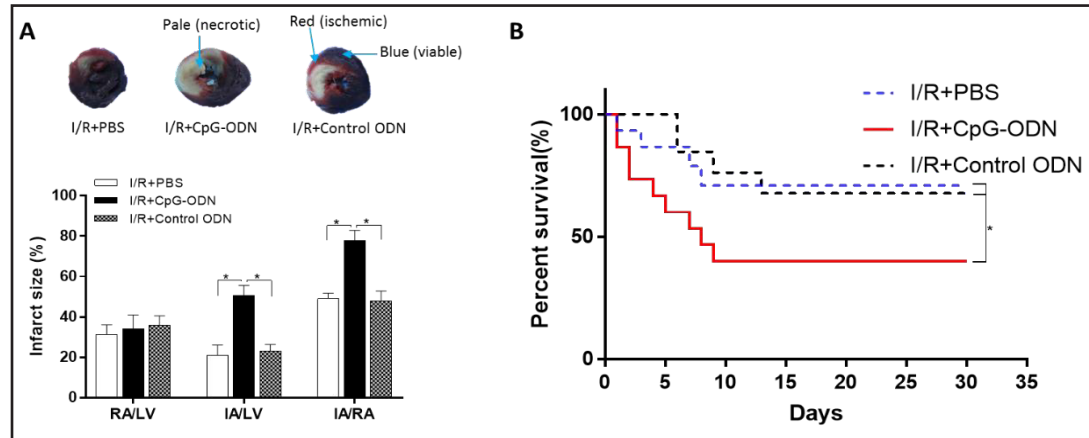 A
Pale (necrotic)
Red (ischemic)
Blue (viable)
I/R+PBS
I/R+CpG-ODN
I/R+Control ODN
I/R+PBS
I/R+CpG-ODN
I/R+Control ODN
Infarct size (%)
100
80
60
40
20
0
* *
* *
RA/LV IA/LV IA/RA
B
I/R+PBS
I/R+CpG-ODN
I/R+Control ODN
Percent survival(%)
100
50
0
*
0 5 10 15 20 25 30 35
Days